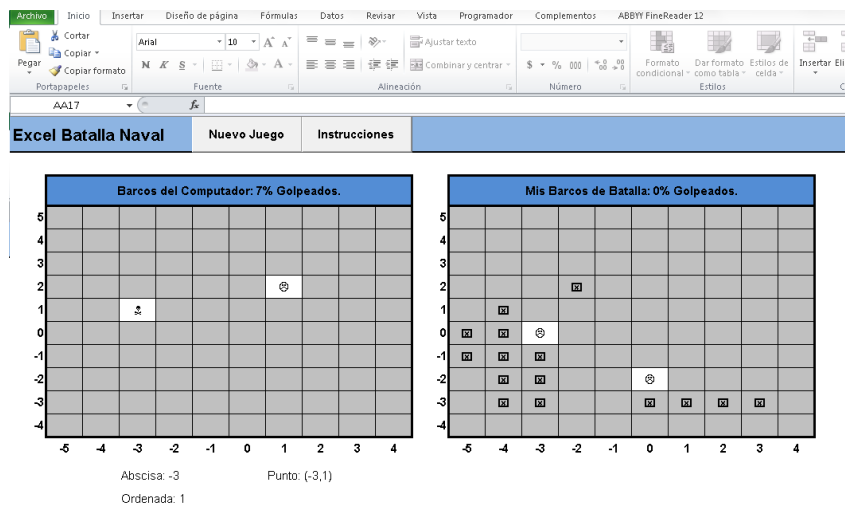 Archivo Inicio Insertar Diseño de página Fórmulas Datos Revisar Vista Programador Complementos ABBYY FineReader 12
Cortar
Copiar
Copiar formato
Pegar
Portapapeles
Arial 10 A A
N K S A
Fuente
Ajustar texto
Combinar y centrar
Alineación
$ % 000
Número
Formato condicional
Dar formato como tabla
Estilos de celda
Estilos
Insertar Eli
C
AA17 fx
Excel Batalla Naval Nuevo Juego Instrucciones
Barcos del Computador: 7% Golpeados.
5
4
3
2
1
0
-1
-2
-3
-4
-5 -4 -3 -2 -1 0 1 2 3 4
Abscisa: -3 Punto: (-3,1)
Ordenada: 1
Mis Barcos de Batalla: 0% Golpeados.
5
4
3
2
1
0
-1
-2
-3
-4
-5 -4 -3 -2 -1 0 1 2 3 4